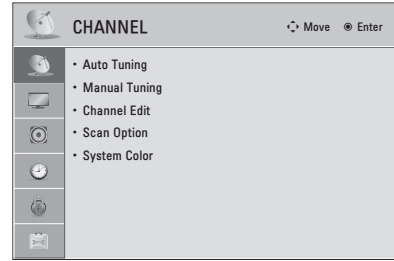 CHANNEL Move Enter
• Auto Tuning
• Manual Tuning
• Channel Edit
• Scan Option
• System Color